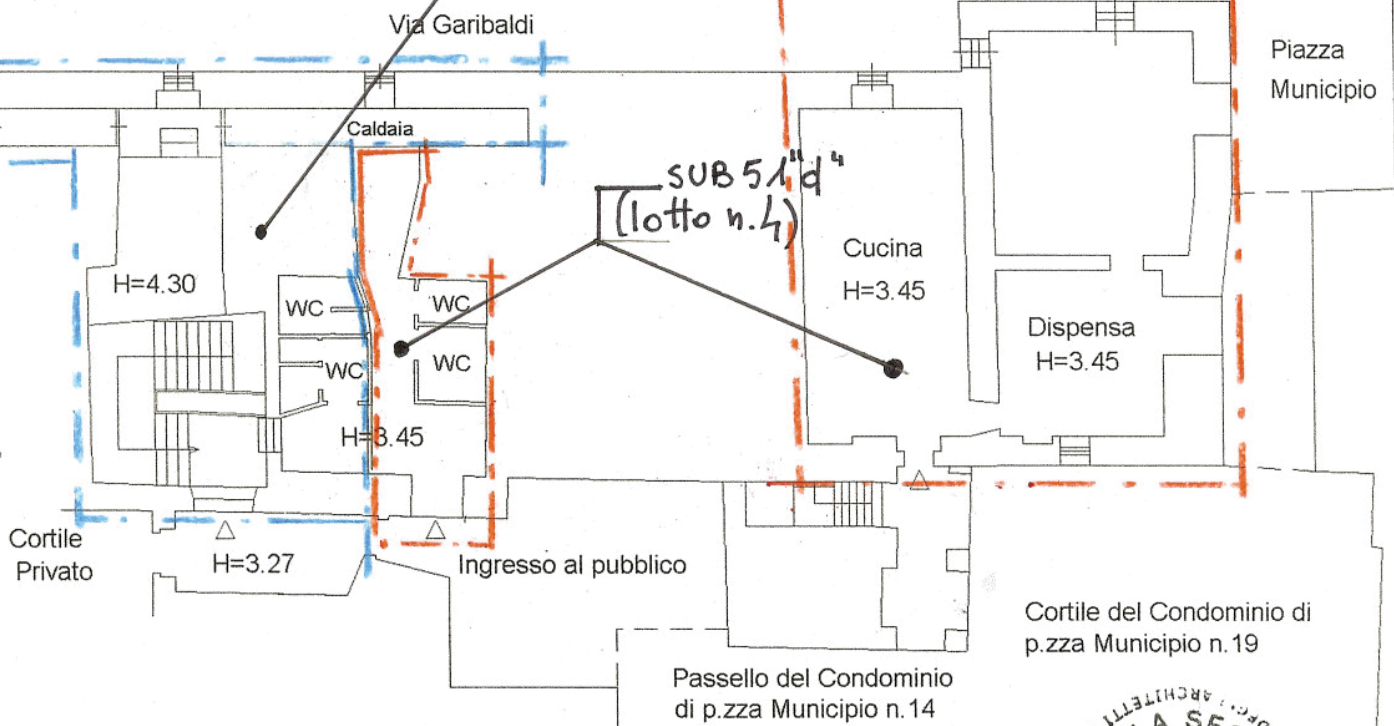 Via Garibaldi
Piazza
Municipio
Caldaia
SUB 51 "d"
(lotto n.4)
Cucina
H=3.45
H=4.30
WC
WC
Dispensa
H=3.45
WC
WC
H=3.45
Cortile
Privato
H=3.27
Ingresso al pubblico
Cortile del Condominio di
p.zza Municipio n.19
Passello del Condominio
di p.zza Municipio n.14